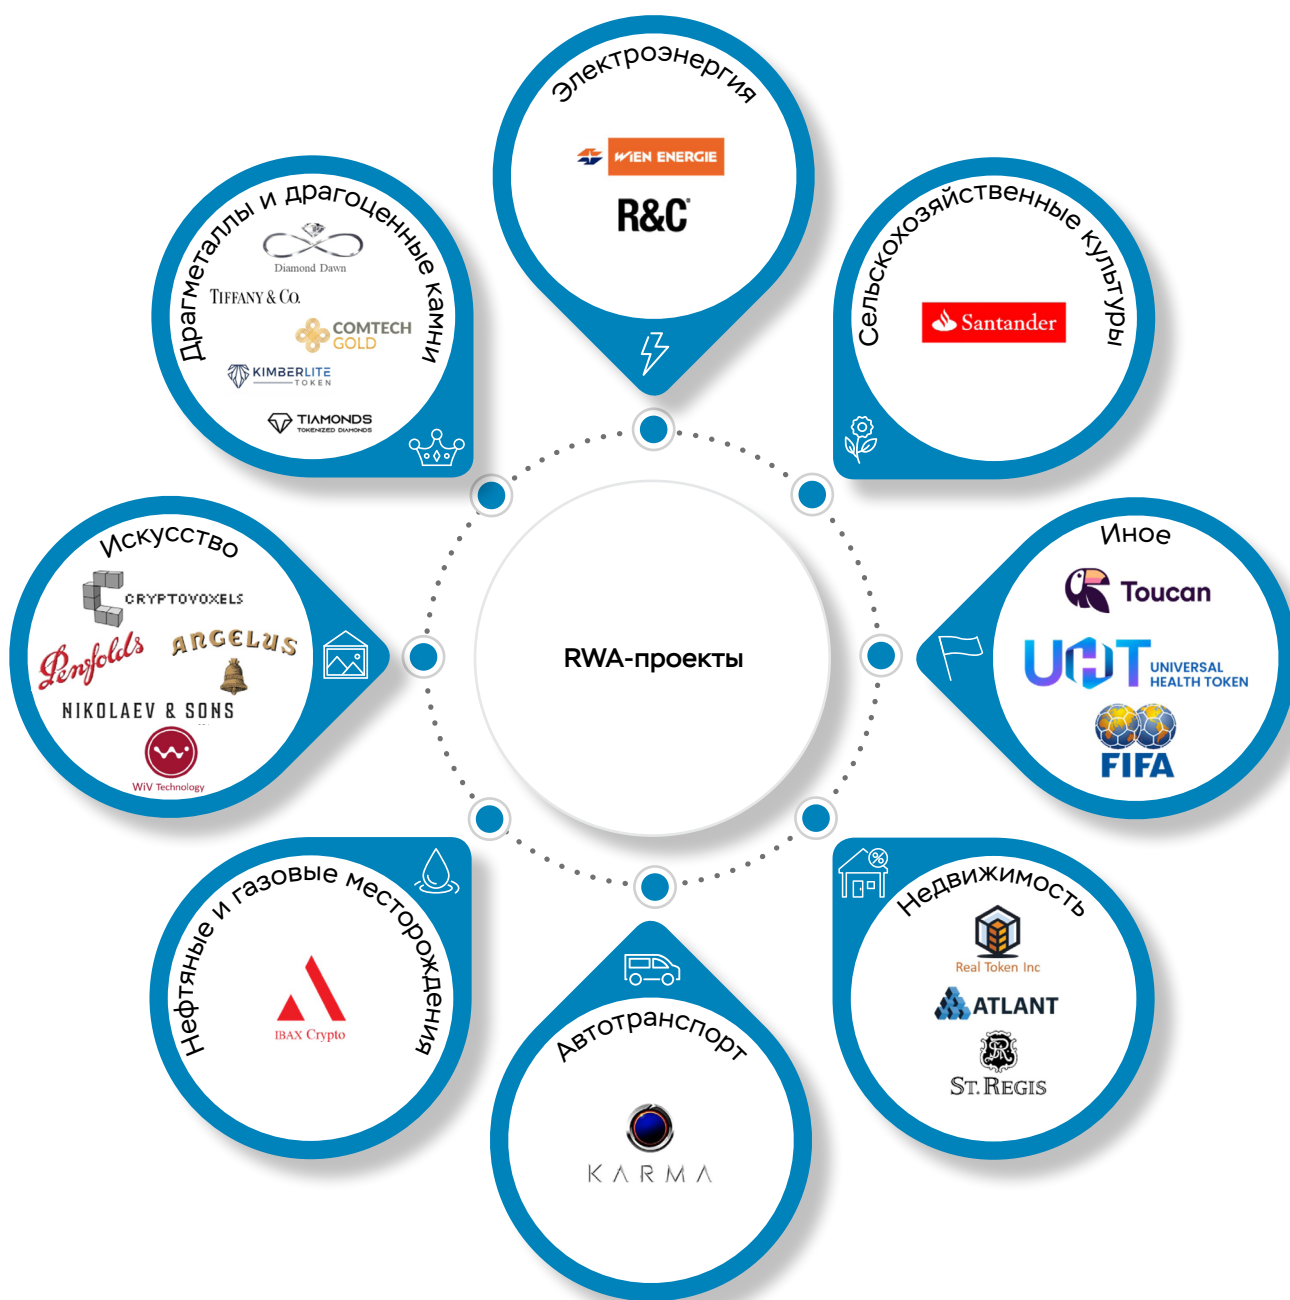 Электроэнергия
WIEN ENERGIE
R&C
Драгметаллы и драгоценные камни
Diamond Dawn
TIFFANY & CO.
COMTECH
GOLD
KIMBERLITE
TOKEN
TIAMONDS
TOKENIZED DIAMONDS
Сельскохозяйственные культуры
Santander
Искусство
CRYPTOVOXELS
Penfolds
ANGELUS
NIKOLAEV & SONS
WiV Technology
RWA-проекты
Иное
Toucan
UHT UNIVERSAL
HEALTH TOKEN
FIFA
Нефтяные и газовые месторождения
IBAX Crypto
Автотранспорт
KARMA
Недвижимость
Real Token Inc
ATLANT
ST. REGIS